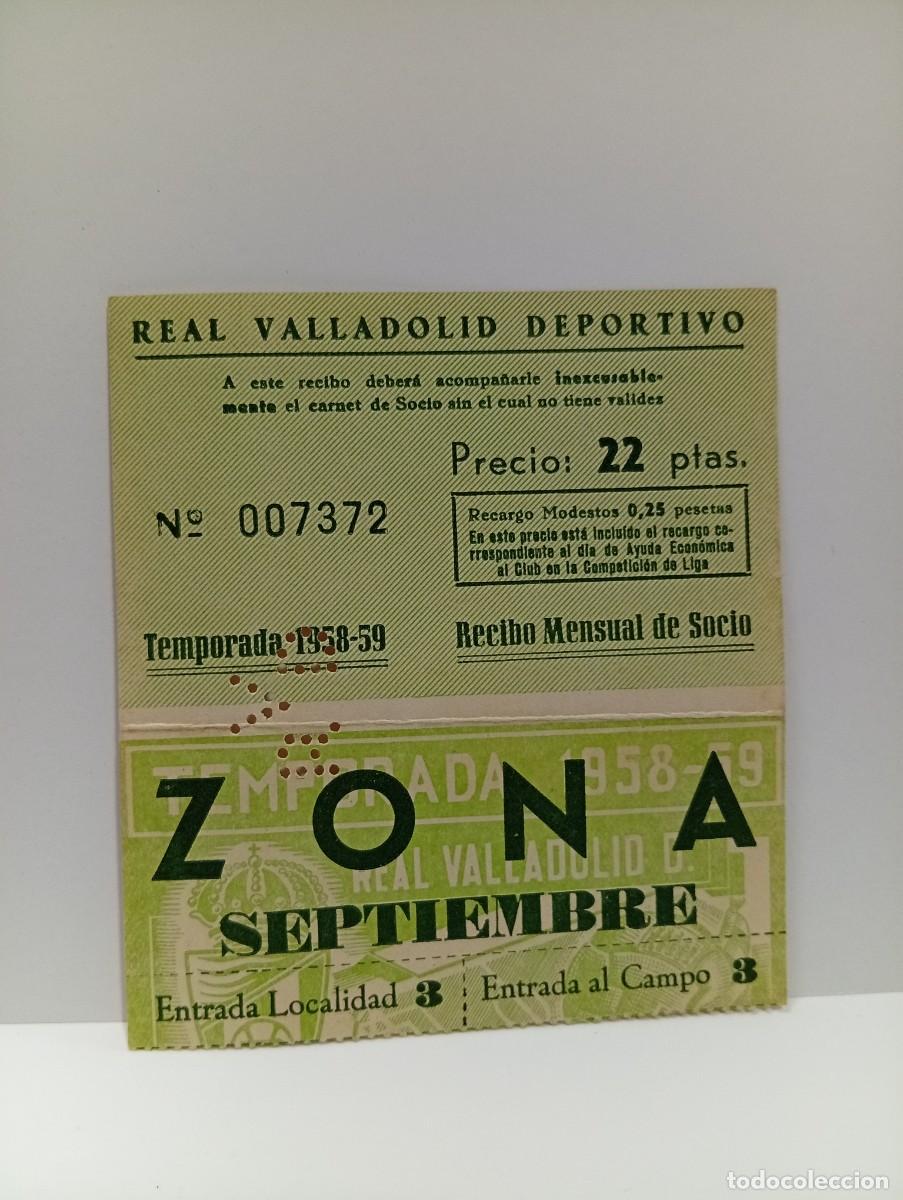 REAL VALLADOLID DEPORTIVO
A este recibo deberá acompañarle inexcusable-
mente el carnet de Socio sin el cual no tiene valides
Precio: 22 ptas.
Nº 007372
Recargo Modestos 0,25 pesetas
En este precio está incluido el recargo co-
rrespondiente al día de Ayuda Económica
al Club en la Competición de Liga
Temporada 1958-59
Recibo Mensual de Socio
TEMPORADA 1958-59
ZONA
REAL VALLADOLID D.
SEPTIEMBRE
Entrada Localidad 3
Entrada al Campo 3
todocoleccion